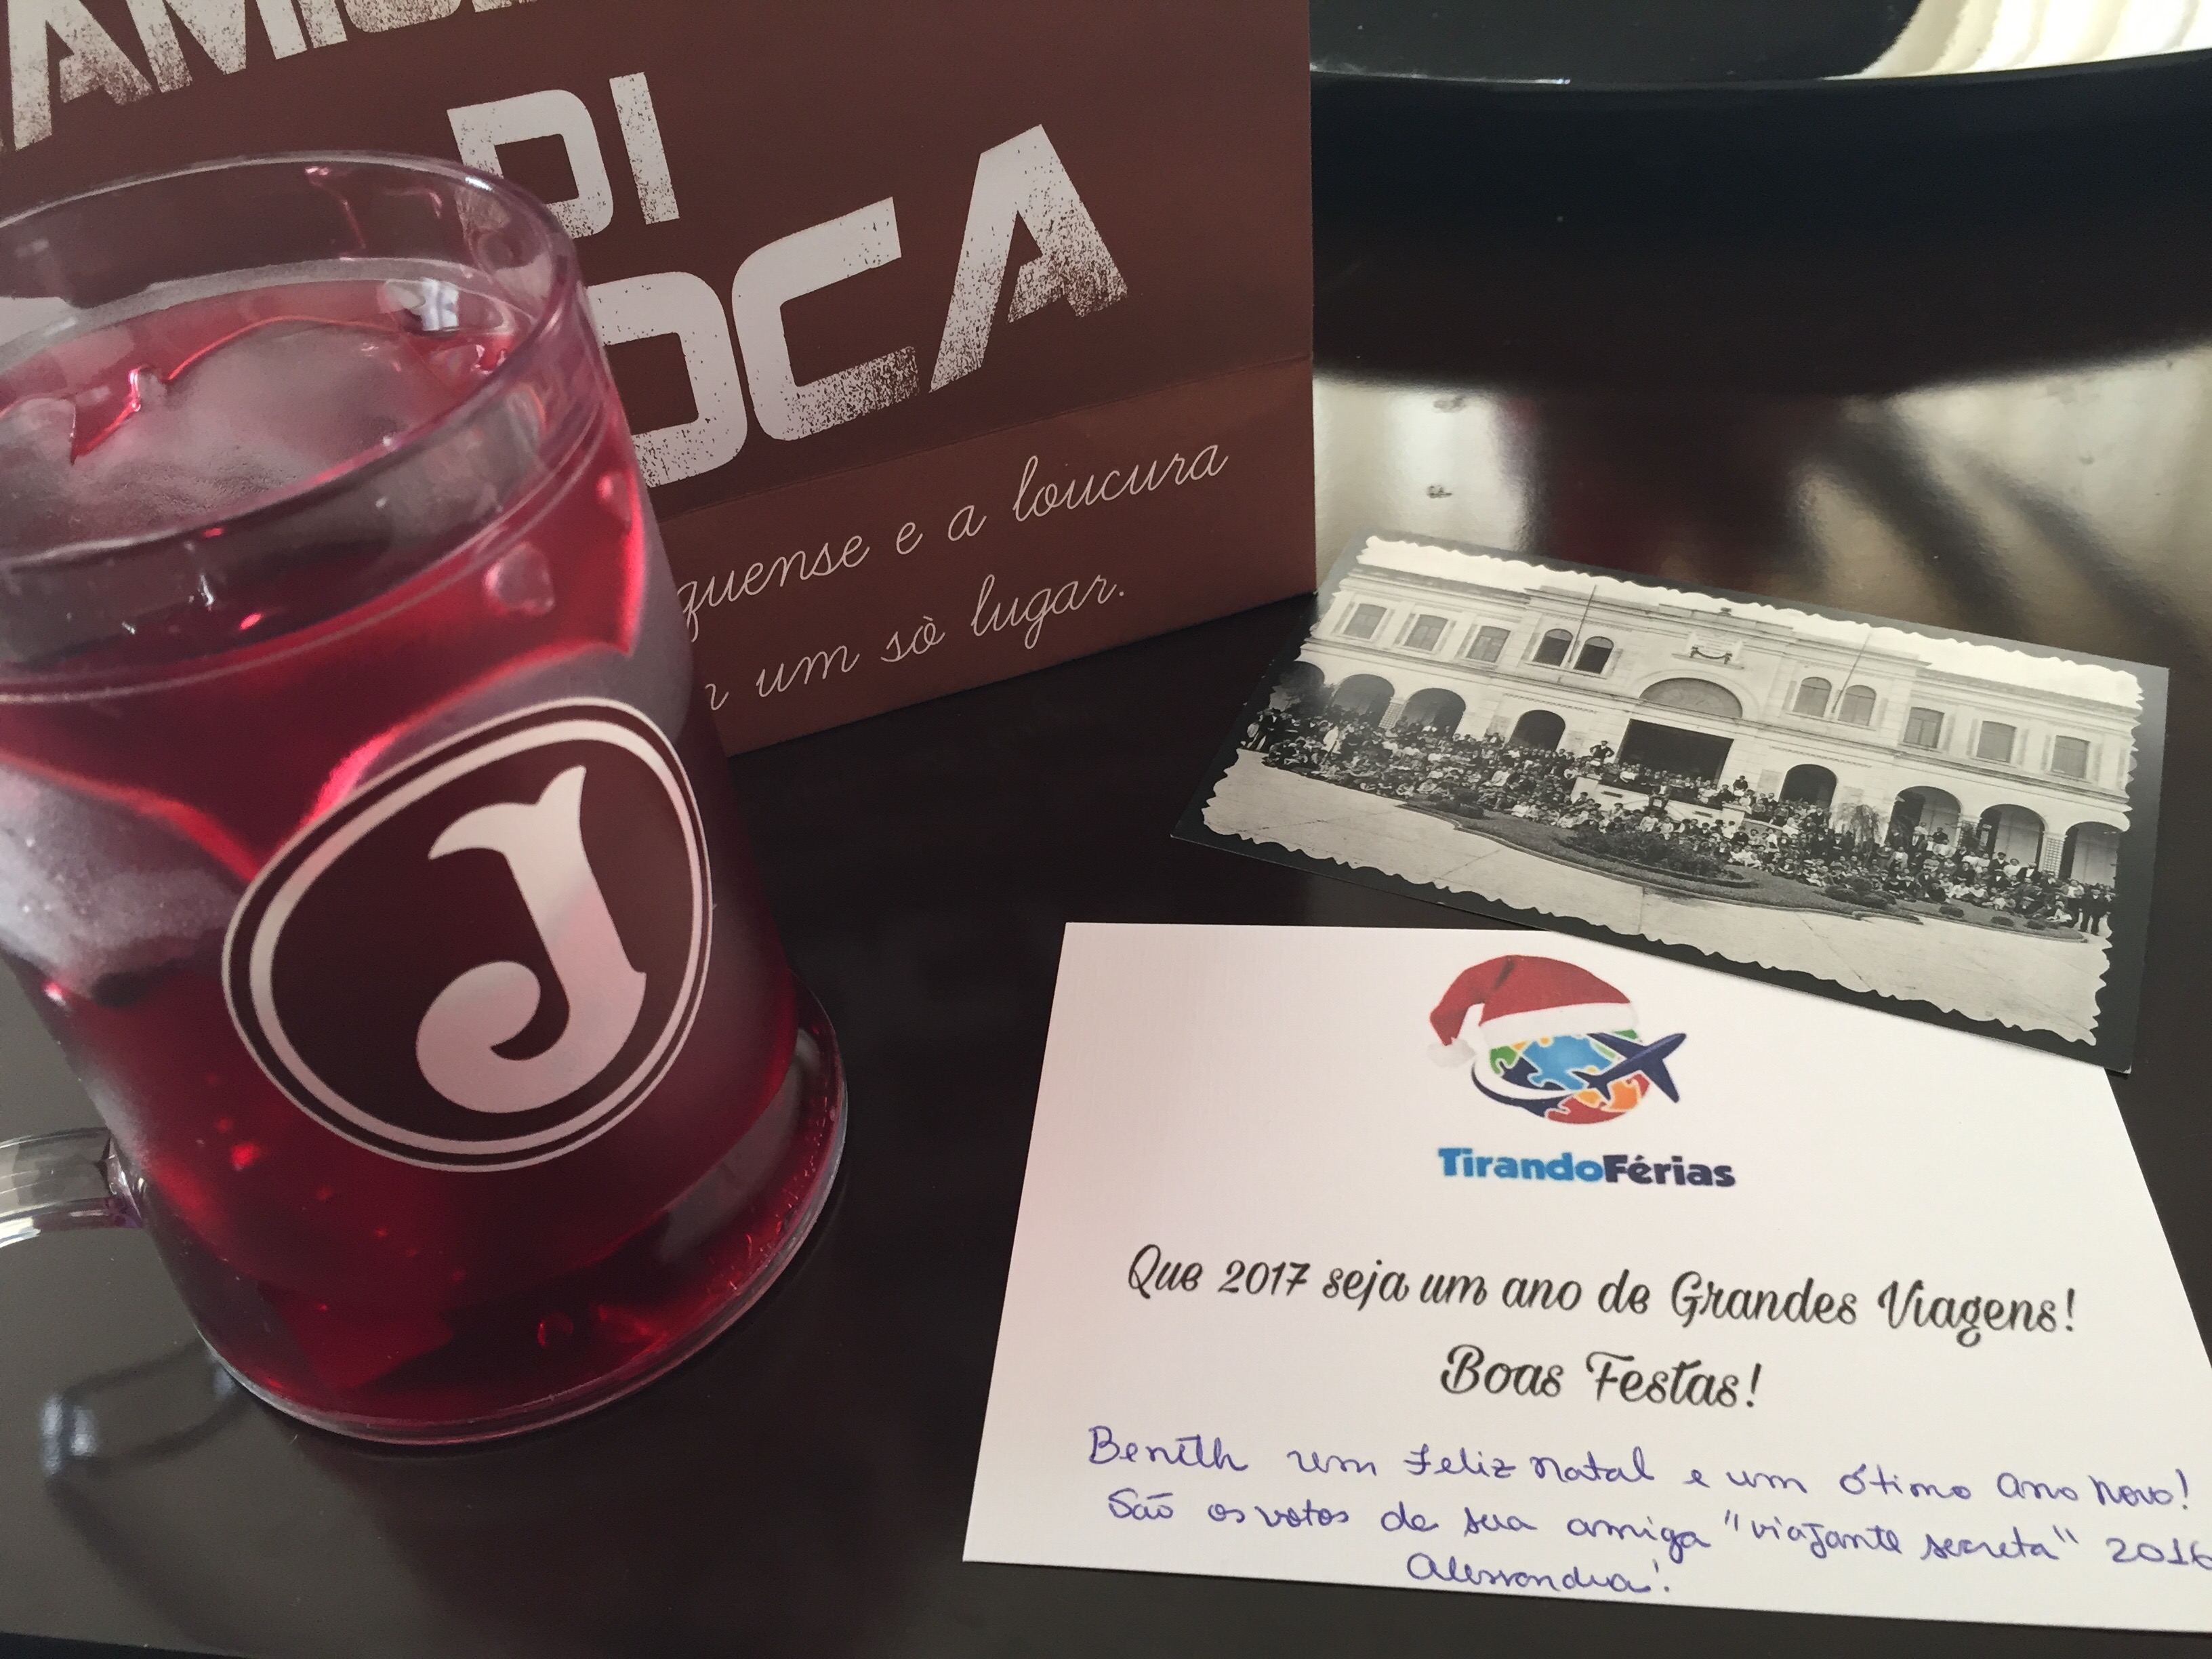 DI
OCA
quense e a loucura
um sò lugar.
J
TirandoFérias
Que 2017 seja um ano de Grandes Viagens!
Boas Festas!
Benith um Feliz natal e um ótimo ano novo!
São os votos de sua amiga "viajante secreta" 2016
Alessandra!